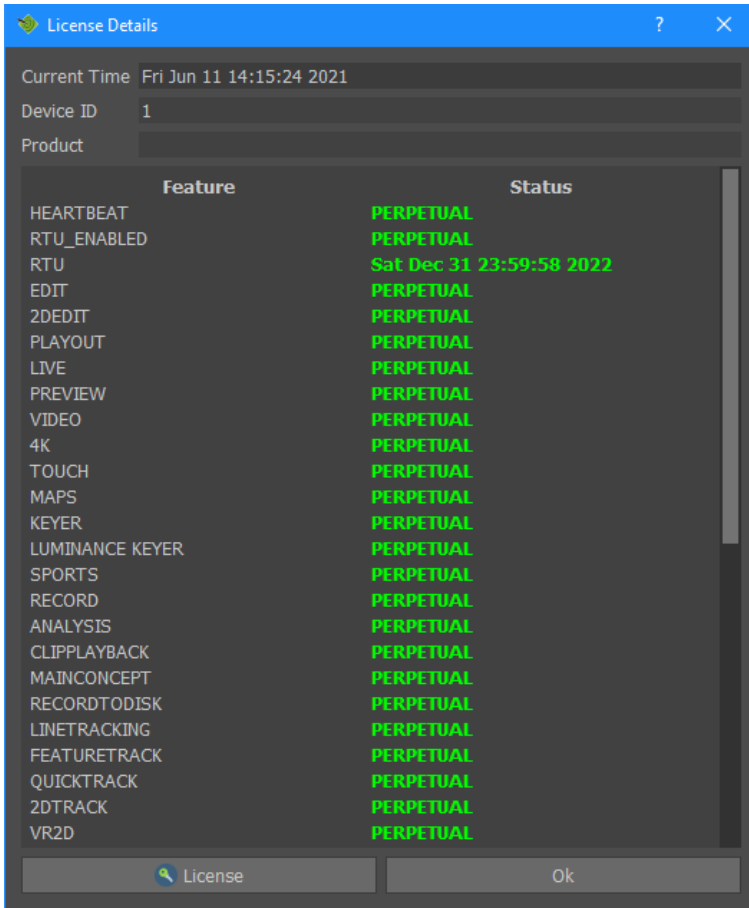 License Details ?
Current Time Fri Jun 11 14:15:24 2021
Device ID 1
Product
Feature Status
HEARTBEAT PERPETUAL
RTU_ENABLED PERPETUAL
RTU Sat Dec 31 23:59:58 2022
EDIT PERPETUAL
2DEDIT PERPETUAL
PLAYOUT PERPETUAL
LIVE PERPETUAL
PREVIEW PERPETUAL
VIDEO PERPETUAL
4K PERPETUAL
TOUCH PERPETUAL
MAPS PERPETUAL
KEYER PERPETUAL
LUMINANCE KEYER PERPETUAL
SPORTS PERPETUAL
RECORD PERPETUAL
ANALYSIS PERPETUAL
CLIPPLAYBACK PERPETUAL
MAINCONCEPT PERPETUAL
RECORDTODISK PERPETUAL
LINETRACKING PERPETUAL
FEATURETRACK PERPETUAL
QUICKTRACK PERPETUAL
2DTRACK PERPETUAL
VR2D PERPETUAL
License Ok